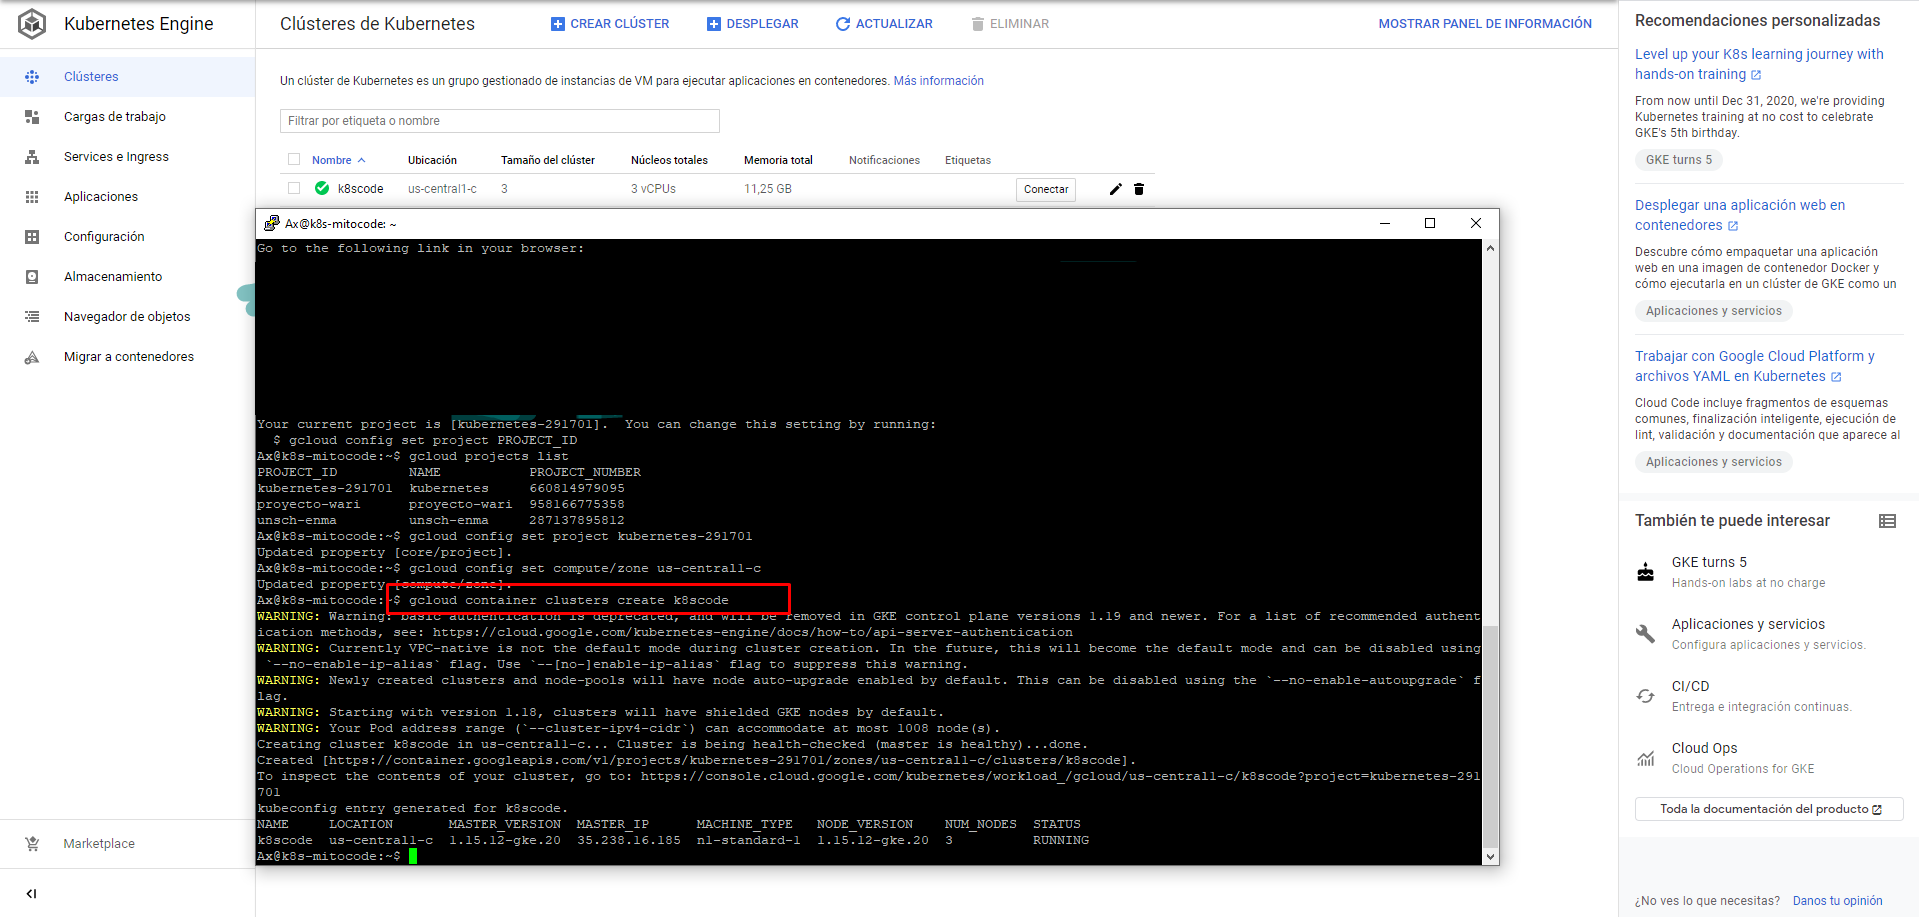 Kubernetes Engine
Clústeres
Cargas de trabajo
Services e Ingress
Aplicaciones
Configuración
Almacenamiento
Navegador de objetos
Migrar a contenedores
Marketplace
Clústeres de Kubernetes
CREAR CLÚSTER
DESPLEGAR
ACTUALIZAR
ELIMINAR
MOSTRAR PANEL DE INFORMACIÓN
Un clúster de Kubernetes es un grupo gestionado de instancias de VM para ejecutar aplicaciones en contenedores. Más información
Filtrar por etiqueta o nombre
Nombre Ubicación Tamaño del clúster Núcleos totales Memoria total Notificaciones Etiquetas
k8scode us-central1-c 3 3 vCPUs 11,25 GB Conectar
Ax@k8s-mitocode: ~
Go to the following link in your browser:
Your current project is [kubernetes-291701].  You can change this setting by running:
  $ gcloud config set project PROJECT_ID
Ax@k8s-mitocode:~$ gcloud projects list
PROJECT_ID         NAME           PROJECT_NUMBER
kubernetes-291701  kubernetes     660814979095
proyecto-wari      proyecto-wari  958166775358
unsch-enma         unsch-enma     287137895812
Ax@k8s-mitocode:~$ gcloud config set project kubernetes-291701
Updated property [core/project].
Ax@k8s-mitocode:~$ gcloud config set compute/zone us-central1-c
Updated property [compute/zone].
Ax@k8s-mitocode:~$ gcloud container clusters create k8scode
WARNING: Warning: basic authentication is deprecated, and will be removed in GKE control plane versions 1.19 and newer. For a list of recommended authent
ication methods, see: https://cloud.google.com/kubernetes-engine/docs/how-to/api-server-authentication
WARNING: Currently VPC-native is not the default mode during cluster creation. In the future, this will become the default mode and can be disabled using
 `--no-enable-ip-alias` flag. Use `--[no-]enable-ip-alias` flag to suppress this warning.
WARNING: Newly created clusters and node-pools will have node auto-upgrade enabled by default. This can be disabled using the `--no-enable-autoupgrade` f
lag.
WARNING: Starting with version 1.18, clusters will have shielded GKE nodes by default.
WARNING: Your Pod address range (`--cluster-ipv4-cidr`) can accommodate at most 1008 node(s).
Creating cluster k8scode in us-central1-c... Cluster is being health-checked (master is healthy)...done.
Created [https://container.googleapis.com/v1/projects/kubernetes-291701/zones/us-central1-c/clusters/k8scode].
To inspect the contents of your cluster, go to: https://console.cloud.google.com/kubernetes/workload_/gcloud/us-central1-c/k8scode?project=kubernetes-291
701
kubeconfig entry generated for k8scode.
NAME     LOCATION       MASTER_VERSION  MASTER_IP      MACHINE_TYPE   NODE_VERSION    NUM_NODES  STATUS
k8scode  us-central1-c  1.15.12-gke.20  35.238.16.185  n1-standard-1  1.15.12-gke.20  3          RUNNING
Ax@k8s-mitocode:~$
Recomendaciones personalizadas
Level up your K8s learning journey with
hands-on training
From now until Dec 31, 2020, we're providing
Kubernetes training at no cost to celebrate
GKE's 5th birthday.
GKE turns 5
Desplegar una aplicación web en
contenedores
Descubre cómo empaquetar una aplicación
web en una imagen de contenedor Docker y
cómo ejecutarla en un clúster de GKE como un
Aplicaciones y servicios
Trabajar con Google Cloud Platform y
archivos YAML en Kubernetes
Cloud Code incluye fragmentos de esquemas
comunes, finalización inteligente, ejecución de
lint, validación y documentación que aparece al
Aplicaciones y servicios
También te puede interesar
GKE turns 5
Hands-on labs at no charge
Aplicaciones y servicios
Configura aplicaciones y servicios.
CI/CD
Entrega e integración continuas.
Cloud Ops
Cloud Operations for GKE
Toda la documentación del producto
¿No ves lo que necesitas? Danos tu opinión